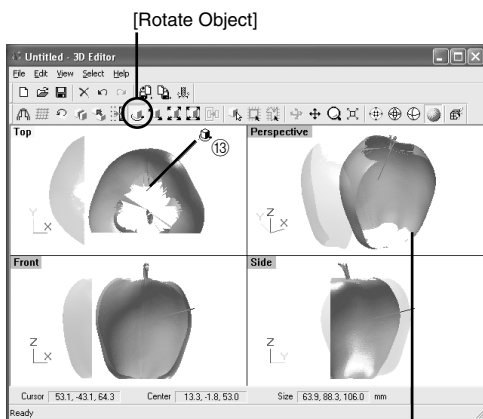 [Rotate Object]
Untitled - 3D Editor
File Edit View Select Help
Top
⑬
Y
X
Perspective
Y Z
X
Front
Z
X
Side
Z
Y
Cursor 53.1, -43.1, 64.3 Center 13.3, -1.8, 53.0 Size 63.9, 88.3, 106.0 mm
Ready